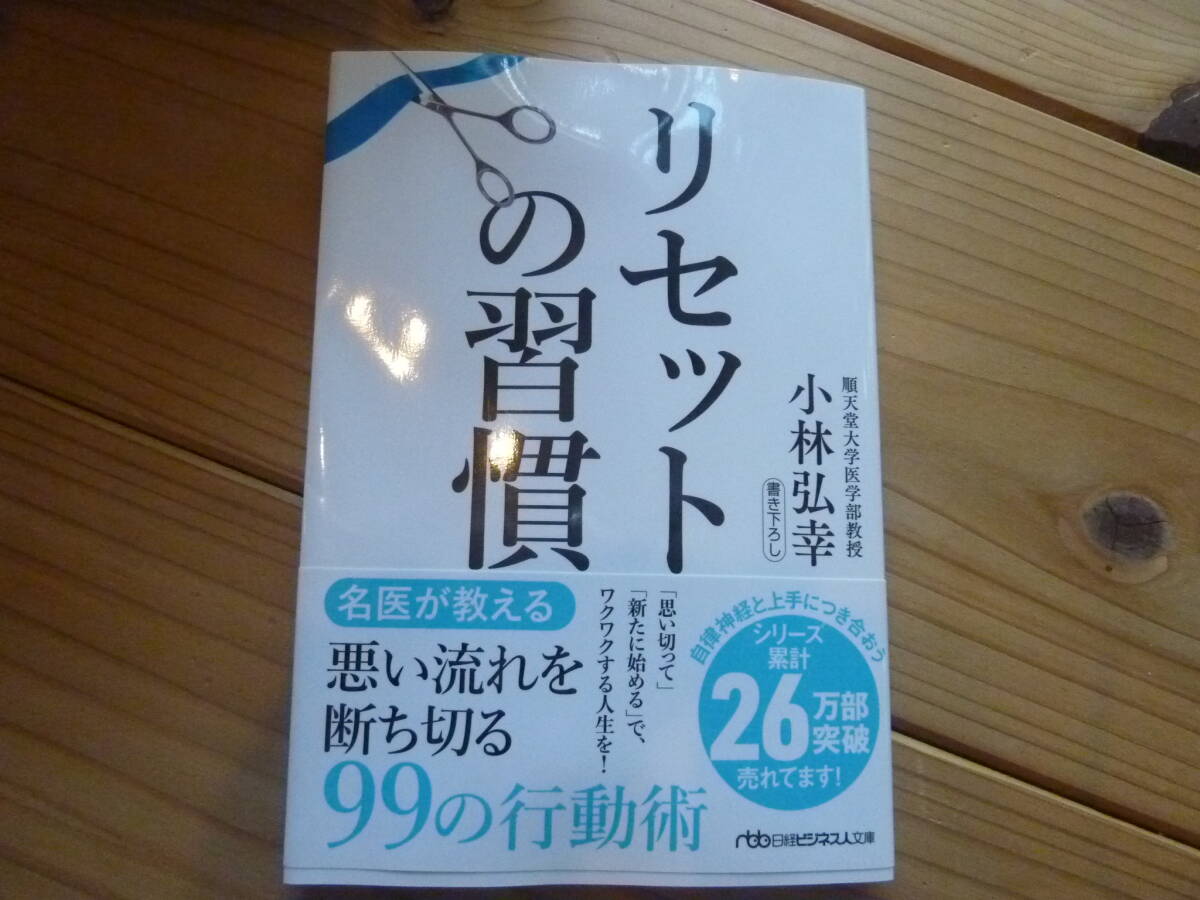 リセット
の習慣
順天堂大学医学部教授
小林弘幸
書き下ろし
「思い切って」
「新たに始める」で、
ワクワクする人生を!
名医が教える
悪い流れを
断ち切る
99の行動術
自律神経と上手につき合おう
シリーズ
累計
26万部
突破
売れてます!
nbb日経ビジネス人文庫